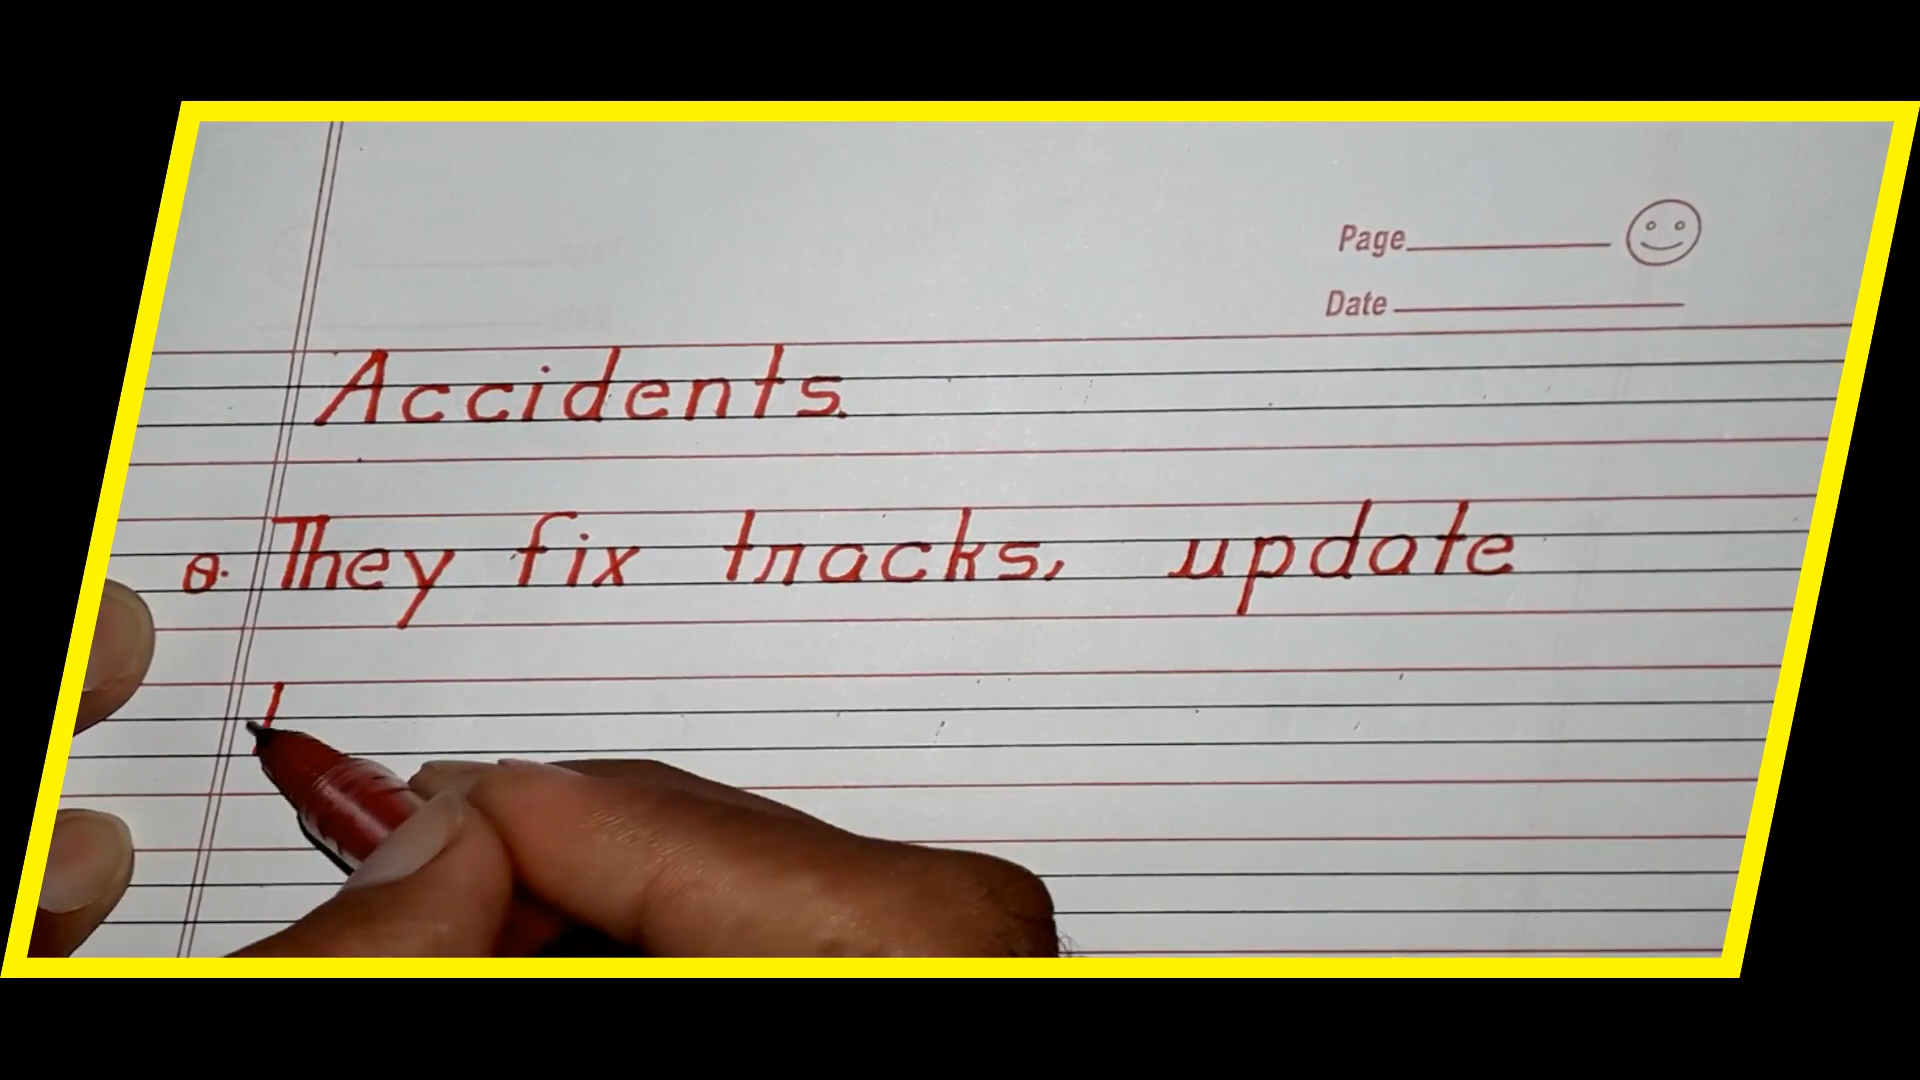 Page
Date
Accidents.
8. They fix tracks, update